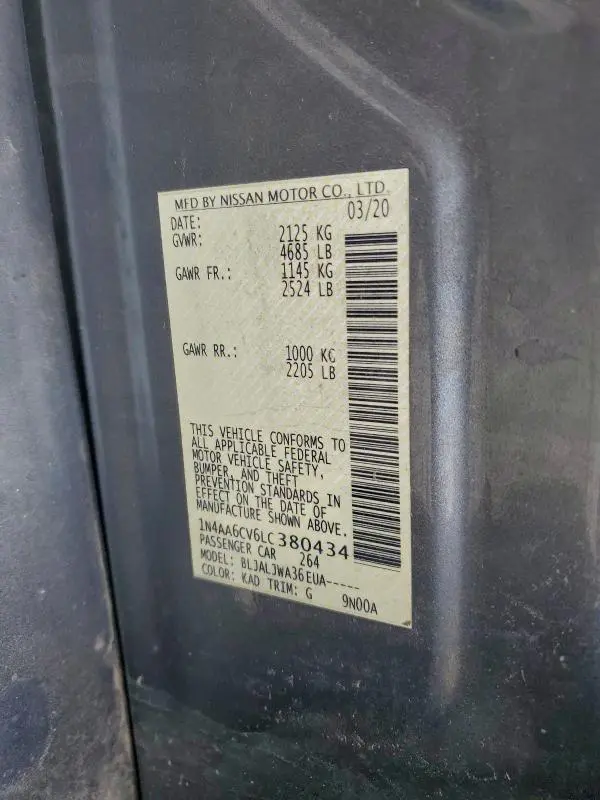 MFD BY NISSAN MOTOR CO., LTD.
DATE: 03/20
GVWR: 2125 KG
4685 LB
GAWR FR.: 1145 KG
2524 LB
GAWR RR.: 1000 KG
2205 LB
THIS VEHICLE CONFORMS TO
ALL APPLICABLE FEDERAL
MOTOR VEHICLE SAFETY,
BUMPER, AND THEFT
PREVENTION STANDARDS IN
EFFECT ON THE DATE OF
MANUFACTURE SHOWN ABOVE.
1N4AA6CV6LC380434
PASSENGER CAR 264
MODEL: BLJALJWA36EUA-----
COLOR: KAD TRIM: G 9N00A